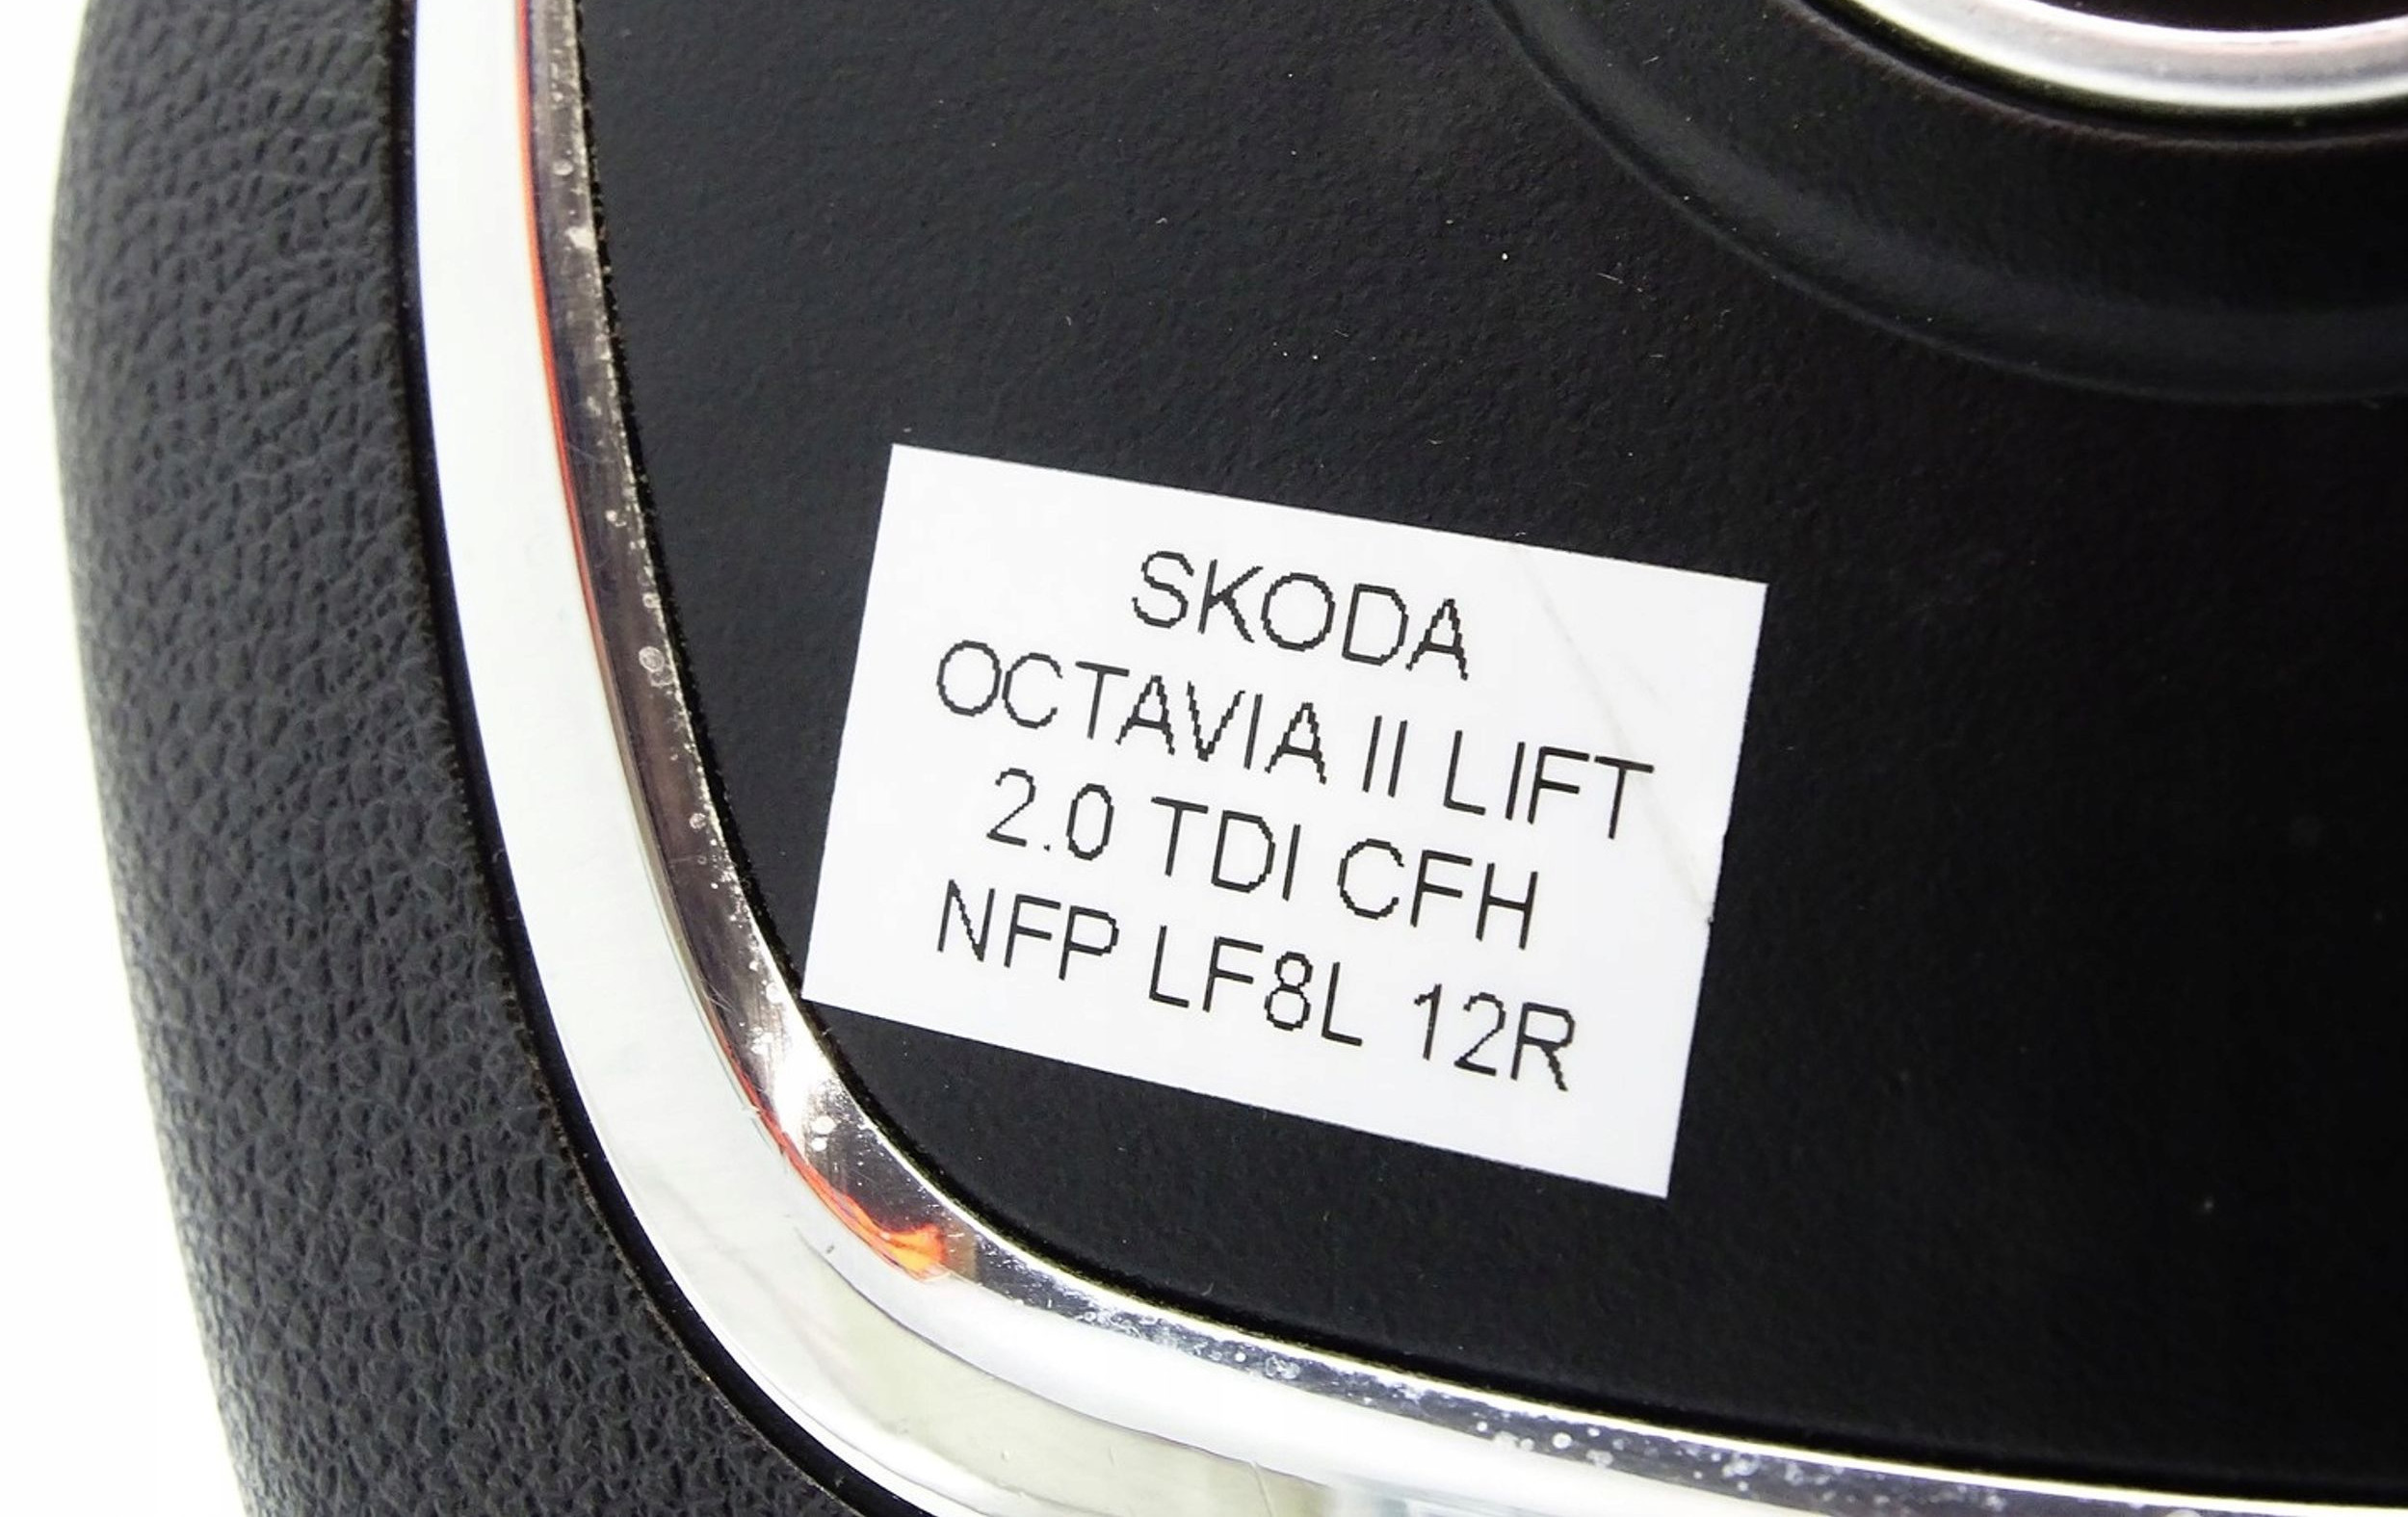 SKODA
OCTAVIA II LIFT
2.0 TDI CFH
NFP LF8L 12R